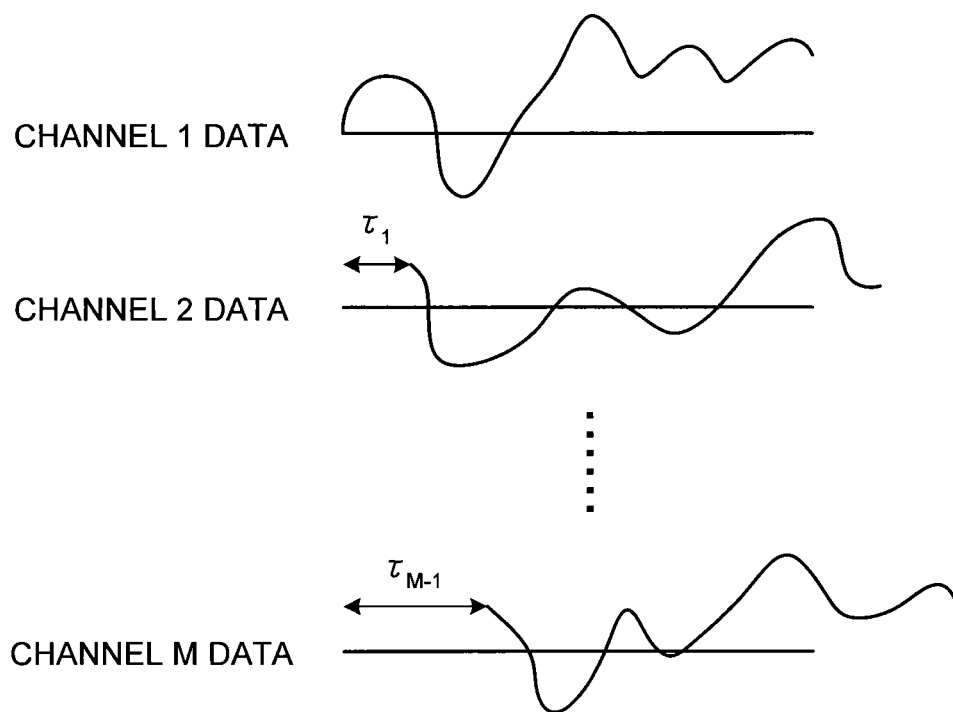 CHANNEL 1 DATA
τ1
CHANNEL 2 DATA
τM-1
CHANNEL M DATA